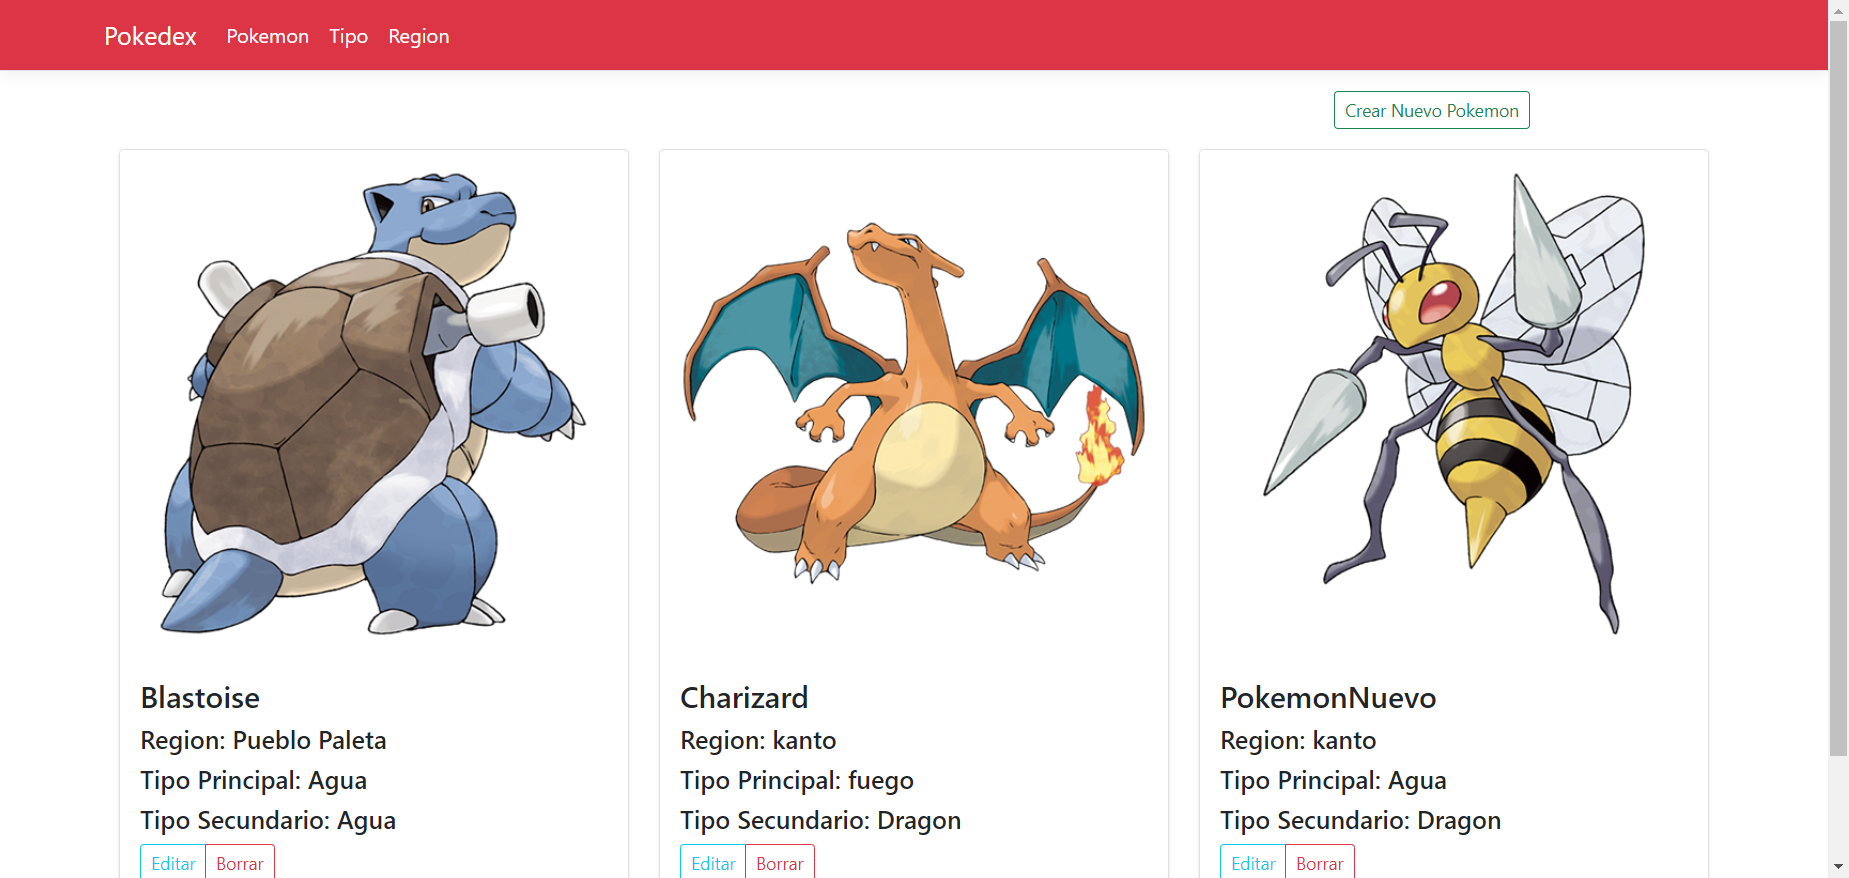 Pokedex Pokemon Tipo Region
Crear Nuevo Pokemon
Blastoise
Region: Pueblo Paleta
Tipo Principal: Agua
Tipo Secundario: Agua
Editar Borrar
Charizard
Region: kanto
Tipo Principal: fuego
Tipo Secundario: Dragon
Editar Borrar
PokemonNuevo
Region: kanto
Tipo Principal: Agua
Tipo Secundario: Dragon
Editar Borrar